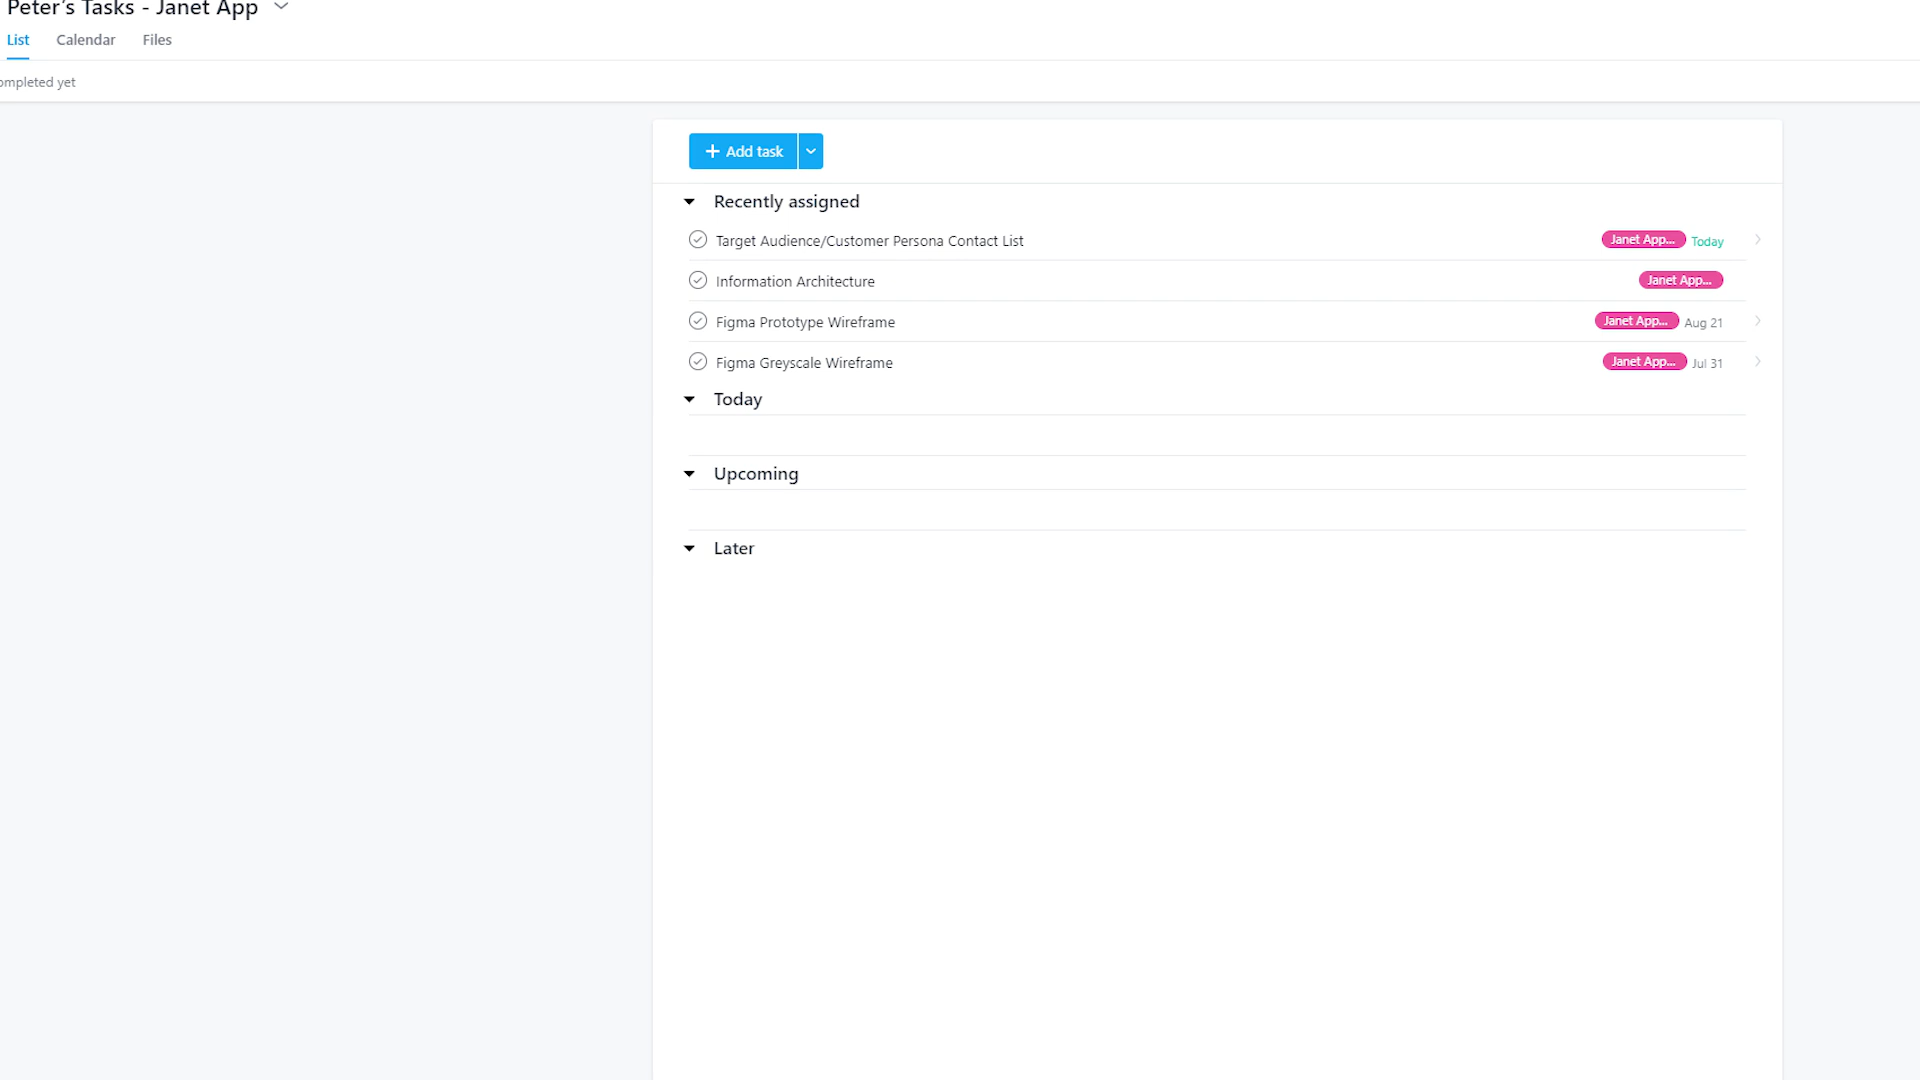 Peter's Tasks - Janet App
List Calendar Files
ompleted yet
Add task
Recently assigned
Target Audience/Customer Persona Contact List Janet App... Today
Information Architecture Janet App...
Figma Prototype Wireframe Janet App... Aug 21
Figma Greyscale Wireframe Janet App... Jul 31
Today
Upcoming
Later